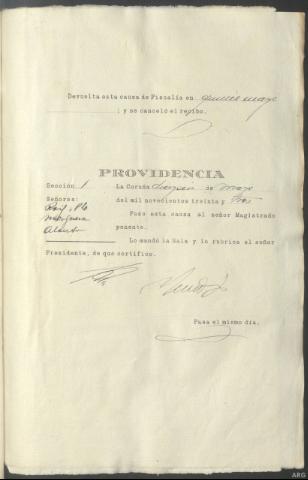 Devuelta esta causa de Fiscalía en quince mayo
; y se canceló el recibo.
PROVIDENCIA
Sección 1 La Coruña de Mayo
Señores: del mil novecientos treinta y tres
Pase esta causa al señor Magistrado
ponente.
Lo mandó la Sala y la rubrica el señor
Presidente, de que certifico.
Pasa el mismo día.
ARG